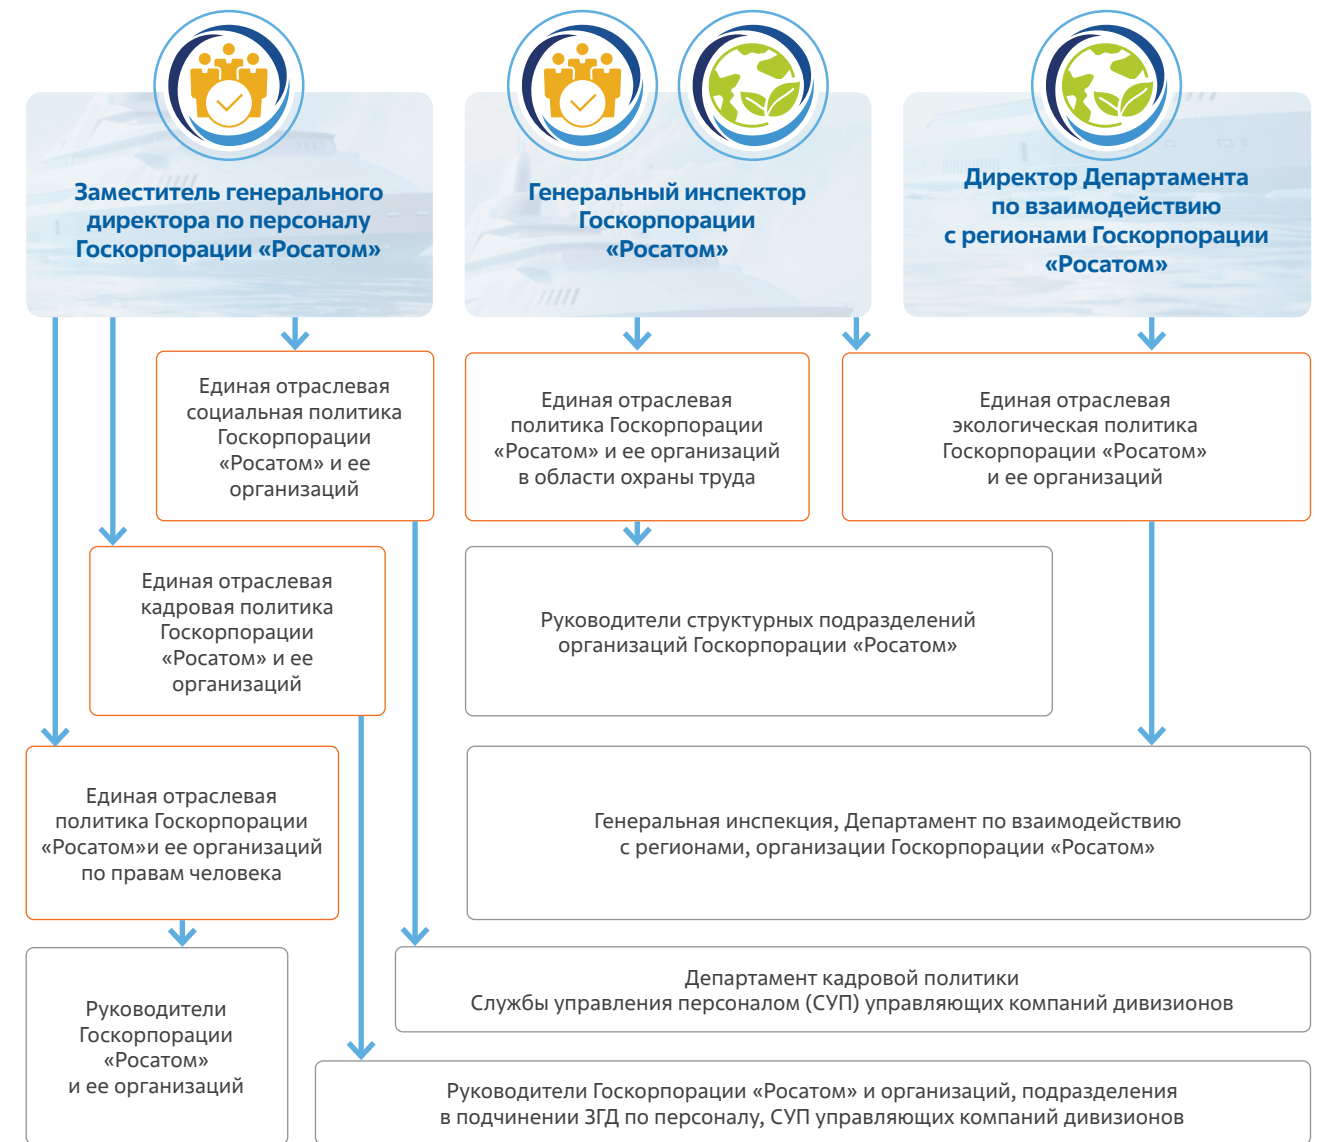 Заместитель генерального
директора по персоналу
Госкорпорации «Росатом»
Генеральный инспектор
Госкорпорации
«Росатом»
Директор Департамента
по взаимодействию
с регионами Госкорпорации
«Росатом»
Единая отраслевая
социальная политика
Госкорпорации
«Росатом» и ее
организаций
Единая отраслевая
политика Госкорпорации
«Росатом» и ее организаций
в области охраны труда
Единая отраслевая
экологическая политика
Госкорпорации «Росатом»
и ее организаций
Единая отраслевая
кадровая политика
Госкорпорации
«Росатом» и ее
организаций
Руководители структурных подразделений
организаций Госкорпорации «Росатом»
Единая отраслевая
политика Госкорпорации
«Росатом»и ее организаций
по правам человека
Генеральная инспекция, Департамент по взаимодействию
с регионами, организации Госкорпорации «Росатом»
Руководители
Госкорпорации
«Росатом»
и ее организаций
Департамент кадровой политики
Службы управления персоналом (СУП) управляющих компаний дивизионов
Руководители Госкорпорации «Росатом» и организаций, подразделения
в подчинении ЗГД по персоналу, СУП управляющих компаний дивизионов